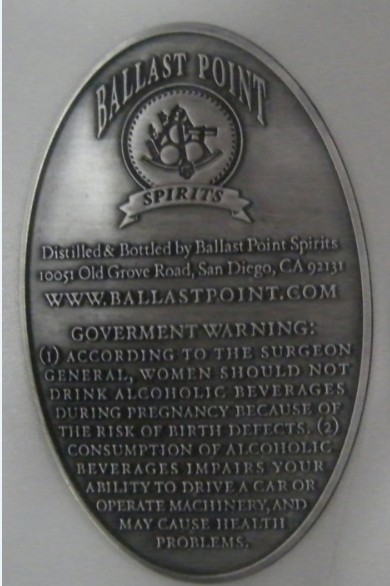 BALLAST POINT
SPIRITS
Distilled & Bottled by Ballast Point Spirits
10051 Old Grove Road, San Diego, CA 92131
WWW.BALLASTPOINT.COM
GOVERMENT WARNING:
(1) ACCORDING TO THE SURGEON
GENERAL, WOMEN SHOULD NOT
DRINK ALCOHOLIC BEVERAGES
DURING PREGNANCY BECAUSE OF
THE RISK OF BIRTH DEFECTS. (2)
CONSUMPTION OF ALCOHOLIC
BEVERAGES IMPAIRS YOUR
ABILITY TO DRIVE A CAR OR
OPERATE MACHINERY, AND
MAY CAUSE HEALTH
PROBLEMS.